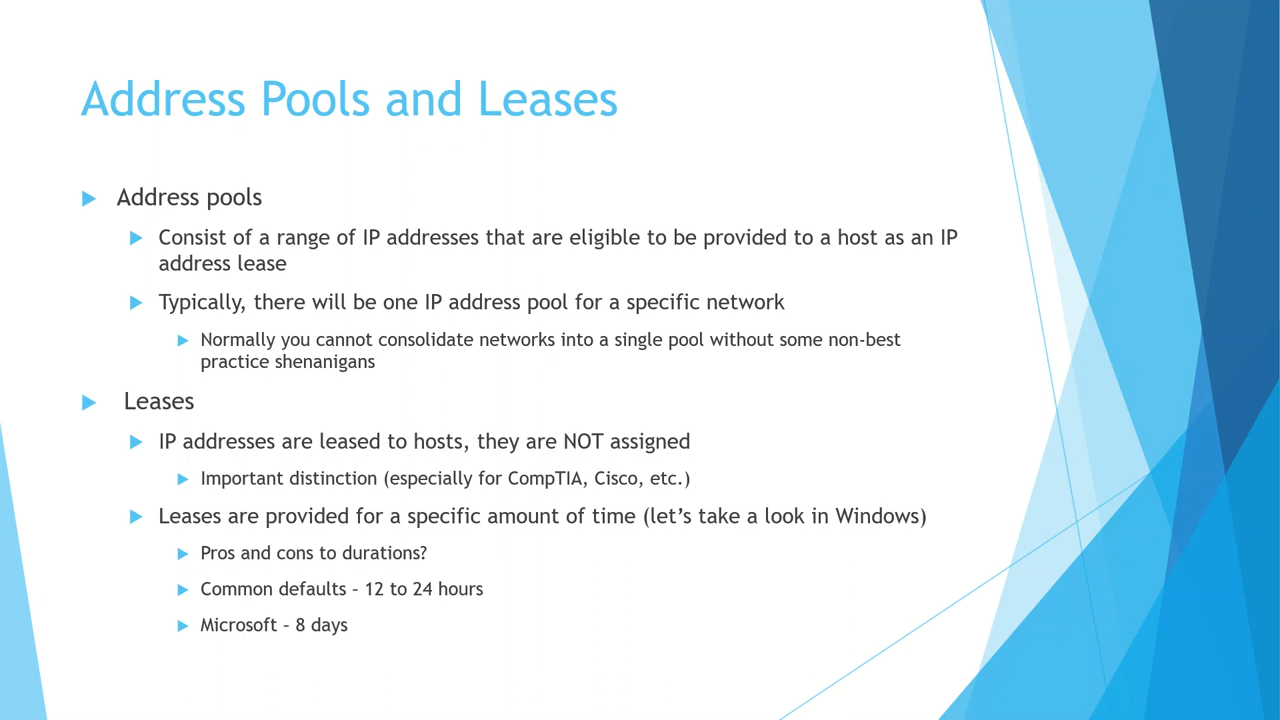 Address Pools and Leases
Address pools
Consist of a range of IP addresses that are eligible to be provided to a host as an IP
address lease
Typically, there will be one IP address pool for a specific network
Normally you cannot consolidate networks into a single pool without some non-best
practice shenanigans
Leases
IP addresses are leased to hosts, they are NOT assigned
Important distinction (especially for CompTIA, Cisco, etc.)
Leases are provided for a specific amount of time (let’s take a look in Windows)
Pros and cons to durations?
Common defaults – 12 to 24 hours
Microsoft – 8 days